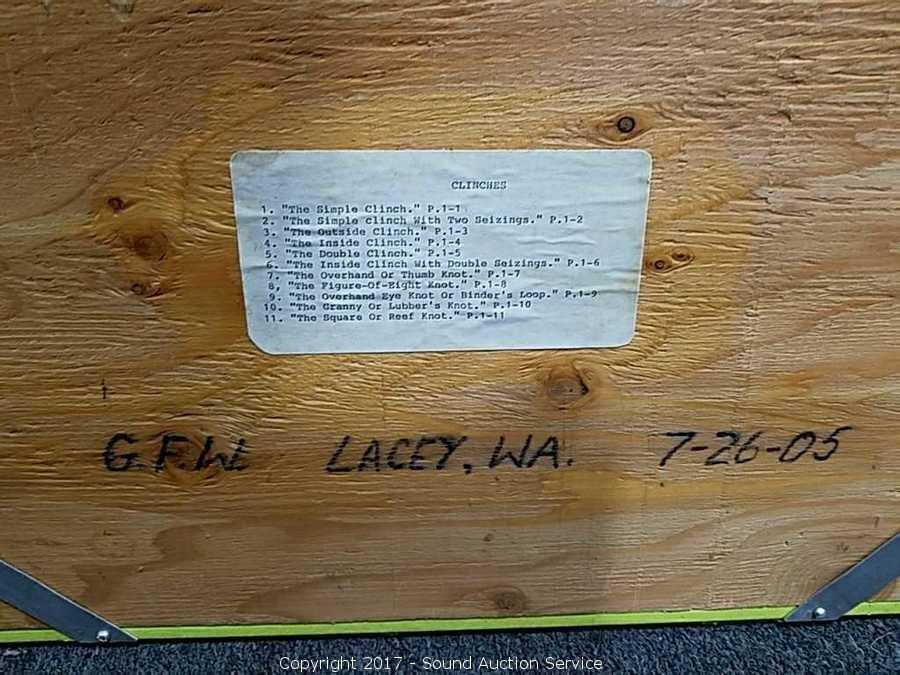 CLINCHES
1. "The Simple Clinch." P.1-1
2. "The Simple clinch With Two Seizings." P.1-2
3. "The Outside Clinch." P.1-3
4. "The Inside Clinch." P.1-4
5. "The Double Clinch." P.1-5
6. "The Inside Clinch With Double Seizings." P.1-6
7. "The Overhand Or Thumb Knot." P.1-7
8, "The Figure-Of-Eight Knot." P.1-8
9. "The Overhand Eye Knot Or Binder's Loop." P.1-9
10. "The Granny Or Lubber's Knot." P.1-10
11. "The Square Or Reef Knot." P.1-11
G.F.W. LACEY, WA. 7-26-05
Copyright 2017 - Sound Auction Service